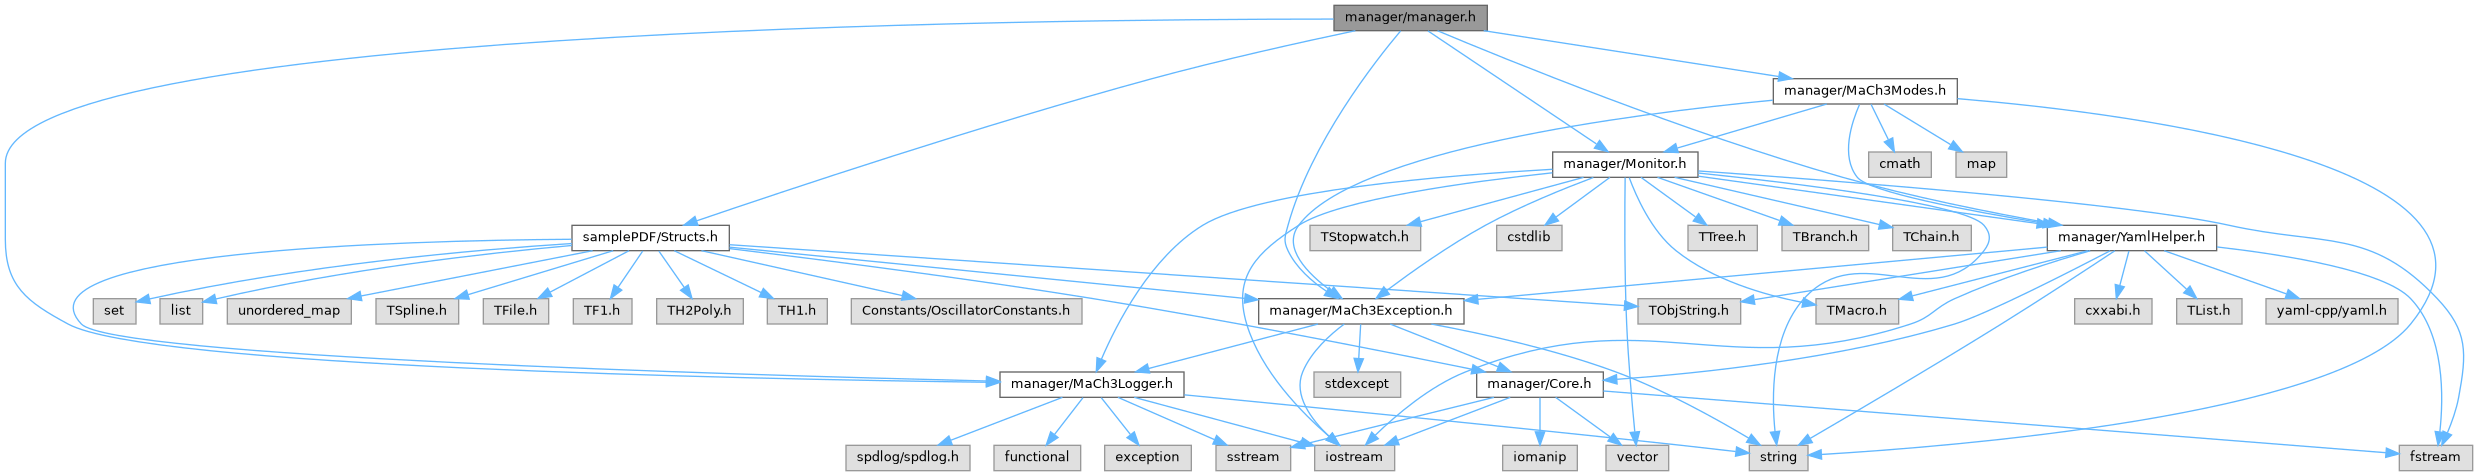 manager/manager.h
manager/MaCh3Modes.h
manager/Monitor.h
cmath
map
samplePDF/Structs.h
TStopwatch.h
cstdlib
TTree.h
TBranch.h
TChain.h
manager/YamlHelper.h
set
list
unordered_map
TSpline.h
TFile.h
TF1.h
TH2Poly.h
TH1.h
Constants/OscillatorConstants.h
manager/MaCh3Exception.h
TObjString.h
TMacro.h
cxxabi.h
TList.h
yaml-cpp/yaml.h
manager/MaCh3Logger.h
stdexcept
manager/Core.h
spdlog/spdlog.h
functional
exception
sstream
iostream
iomanip
vector
string
fstream